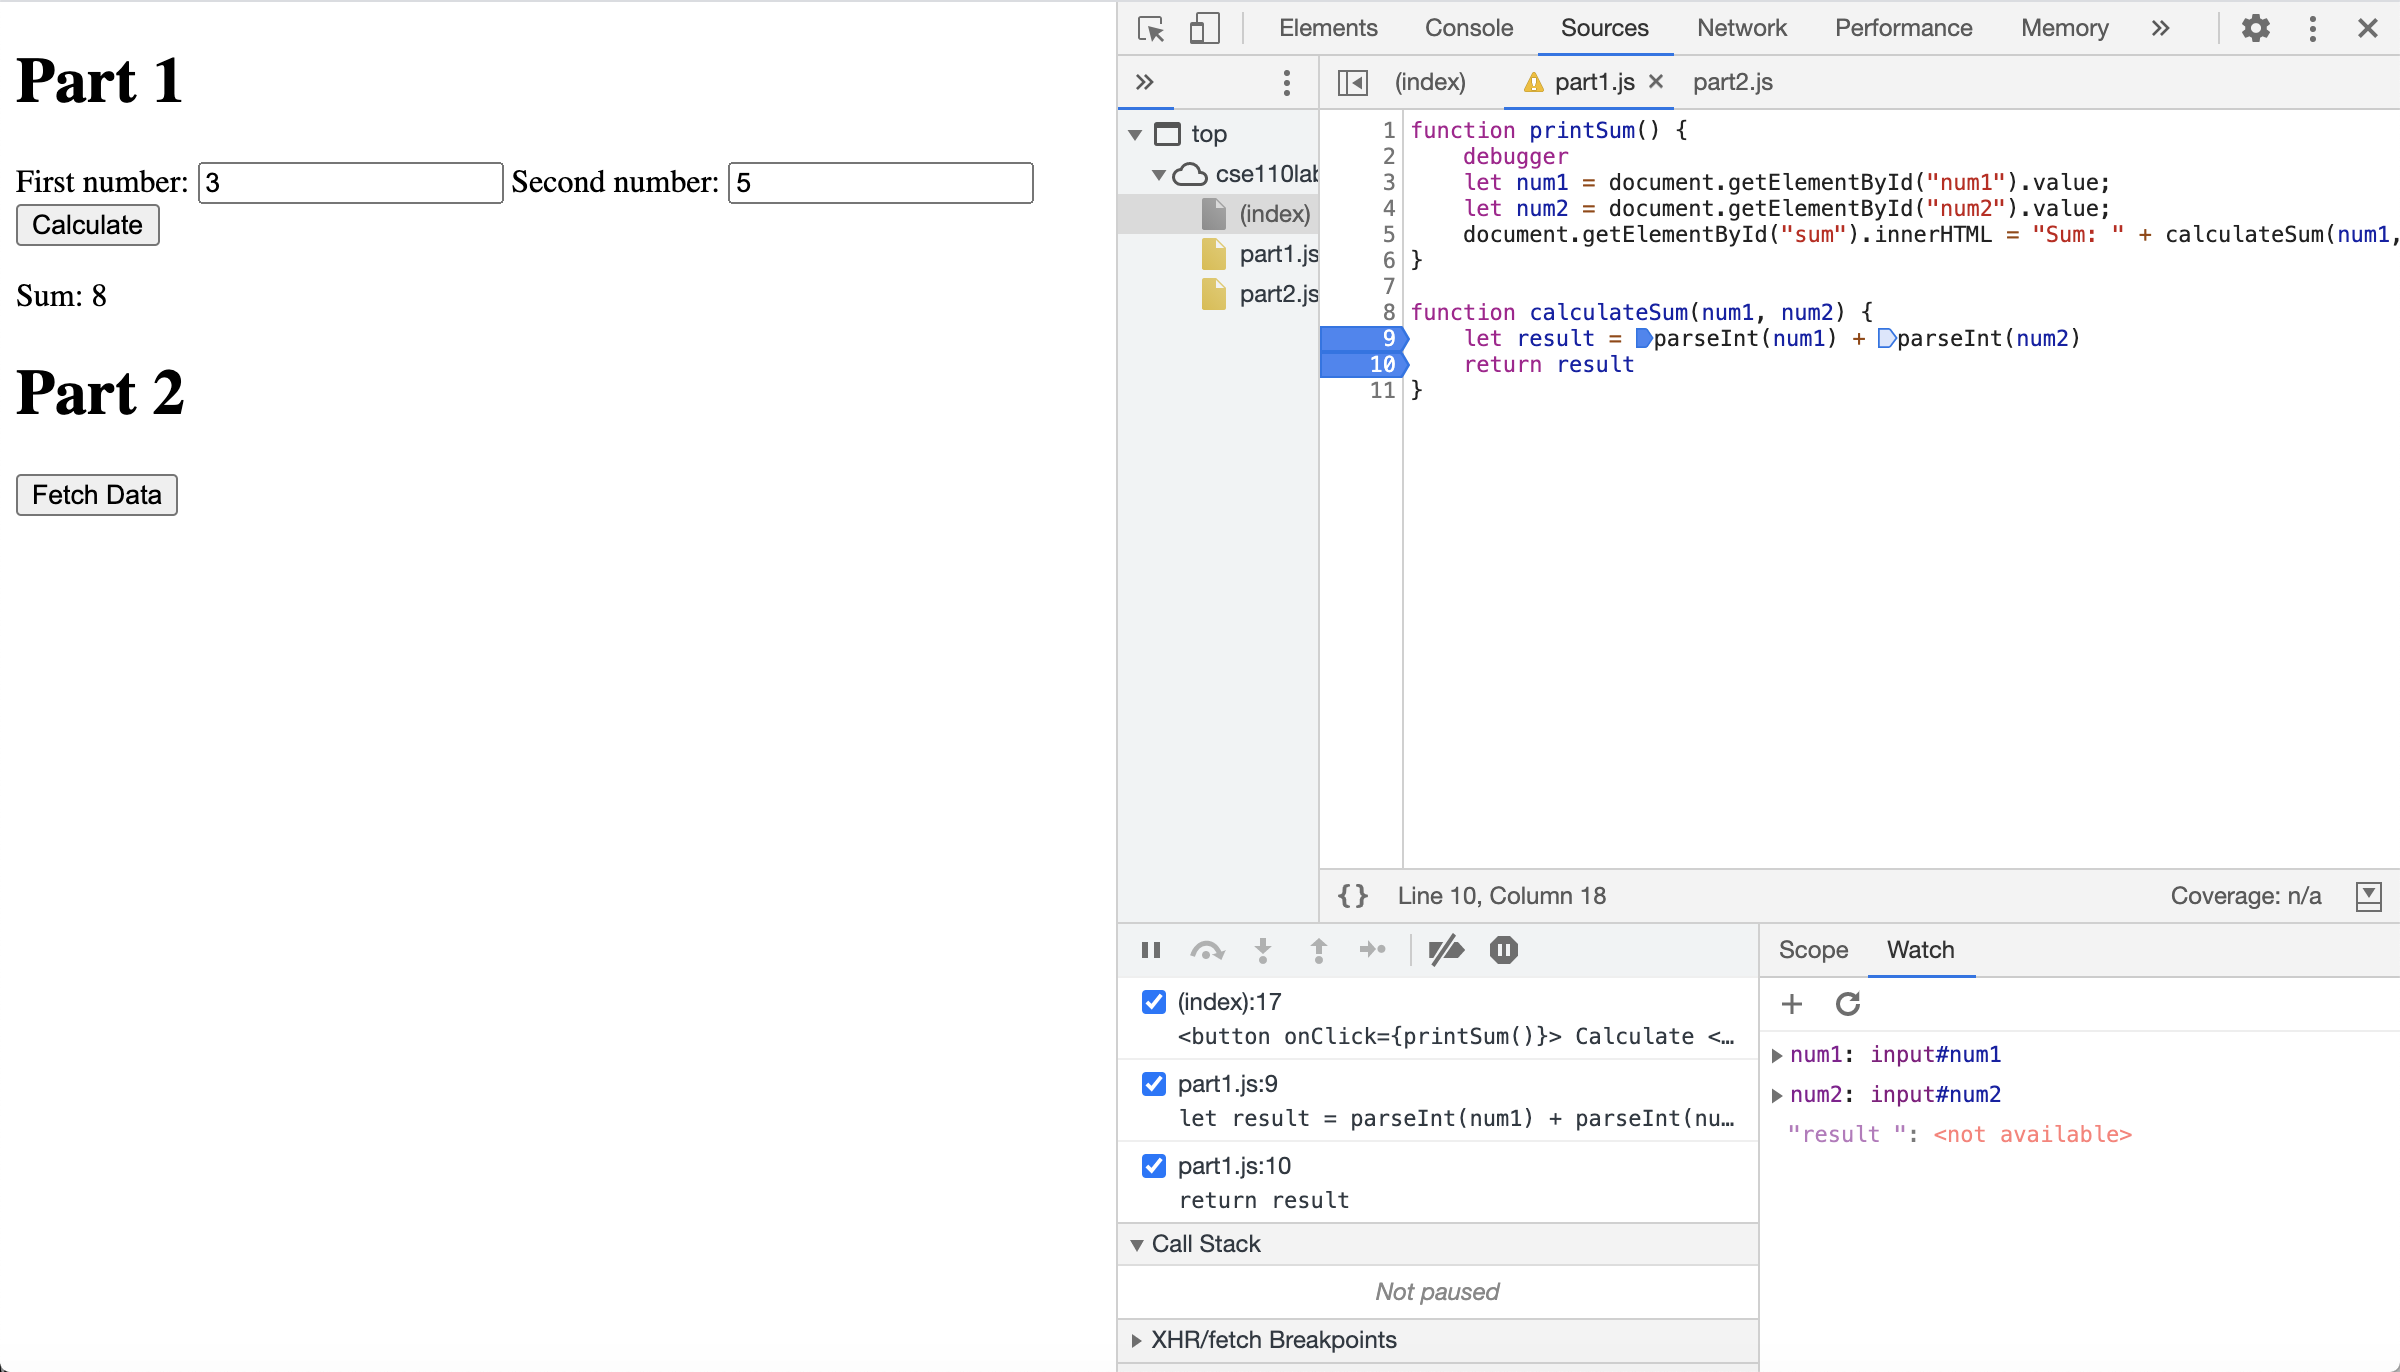 Part 1
First number: 3 Second number: 5
Calculate
Sum: 8
Part 2
Fetch Data
Elements Console Sources Network Performance Memory
(index) part1.js part2.js
top
cse110lab
(index)
part1.js
part2.js
1 function printSum() {
2 debugger
3 let num1 = document.getElementById("num1").value;
4 let num2 = document.getElementById("num2").value;
5 document.getElementById("sum").innerHTML = "Sum: " + calculateSum(num1,
6 }
7
8 function calculateSum(num1, num2) {
9 let result = parseInt(num1) + parseInt(num2)
10 return result
11 }
{} Line 10, Column 18 Coverage: n/a
(index):17
<button onClick={printSum()}> Calculate <…
part1.js:9
let result = parseInt(num1) + parseInt(nu…
part1.js:10
return result
Call Stack
Not paused
XHR/fetch Breakpoints
Scope Watch
num1: input#num1
num2: input#num2
"result ": <not available>